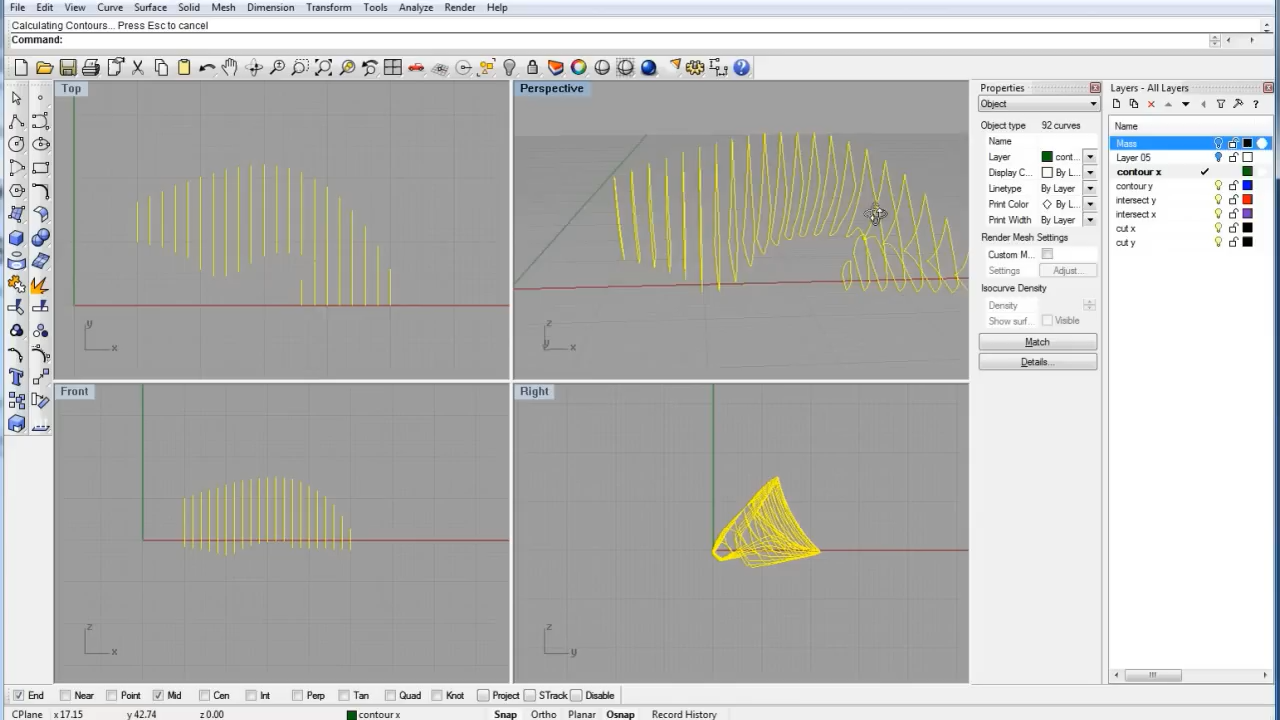 File Edit View Curve Surface Solid Mesh Dimension Transform Tools Analyze Render Help
Calculating Contours... Press Esc to cancel
Command:
Top
Perspective
Front
Right
y
x
z
y
x
z
x
z
y
Properties
Object
Object type 92 curves
Name
Layer cont...
Display C... By L...
Linetype By Layer
Print Color By L...
Print Width By Layer
Render Mesh Settings
Custom M...
Settings Adjust...
Isocurve Density
Density
Show surf... Visible
Match
Details...
Layers - All Layers
Name
Mass
Layer 05
contour x
contour y
intersect y
intersect x
cut x
cut y
End Near Point Mid Cen Int Perp Tan Quad Knot Project STrack Disable
CPlane x 17.15 y 42.74 z 0.00 contour x Snap Ortho Planar Osnap Record History